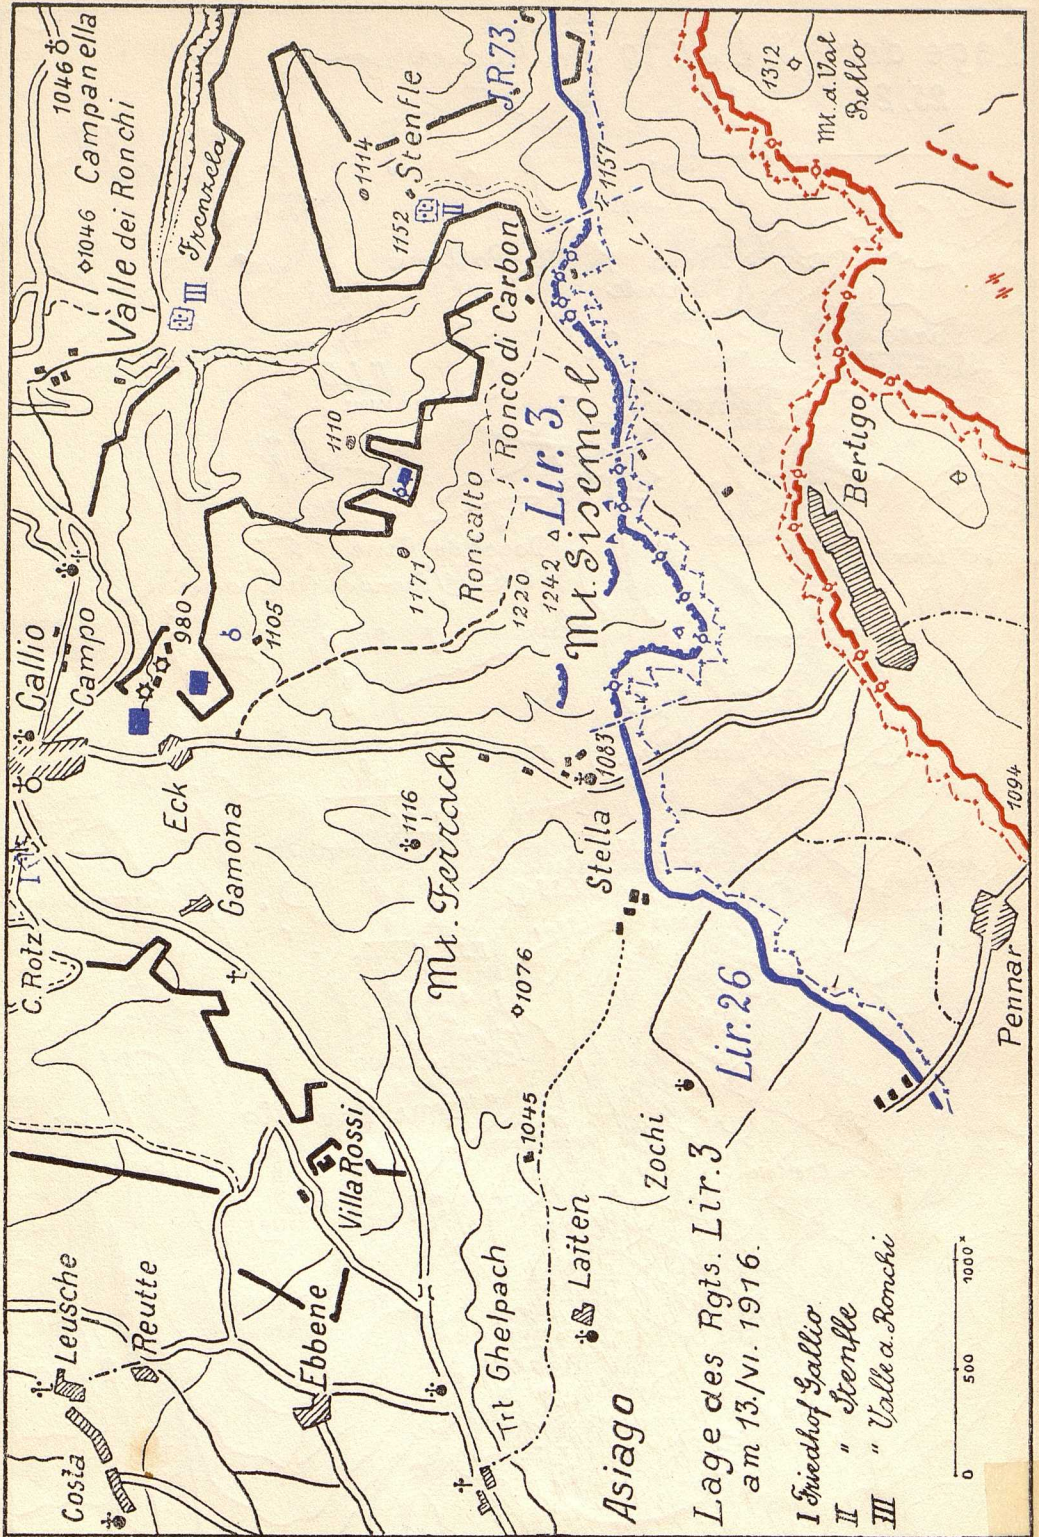 Costa
Leusche
Reutte
Ebbene
Villa Rossi
C. Rotz
I
Gallio
Campo
980
1105
Eck
Gamona
Valle dei Ronchi
Campanella
1046
1046
Frenzela
III
1114
Stenfle
1152
II
J.R. 73.
1110
1171
Roncalto
Ronco di Carbon
1220
1242
Mt. Sisemol
Lir. 3.
1157
1312
Mt. d. Val
Bello
Mt. Ferrach
1116
1076
Stella
1083
Bertigo
1094
Pennar
Lir. 26
Zochi
1045
Laiten
Trt Ghelpach
Asiago
Lage des Rgts. Lir. 3
am 13./VI. 1916.
I Friedhof Gallio
II " Stenfle
III " Valle d. Ronchi
0 500 1000 x